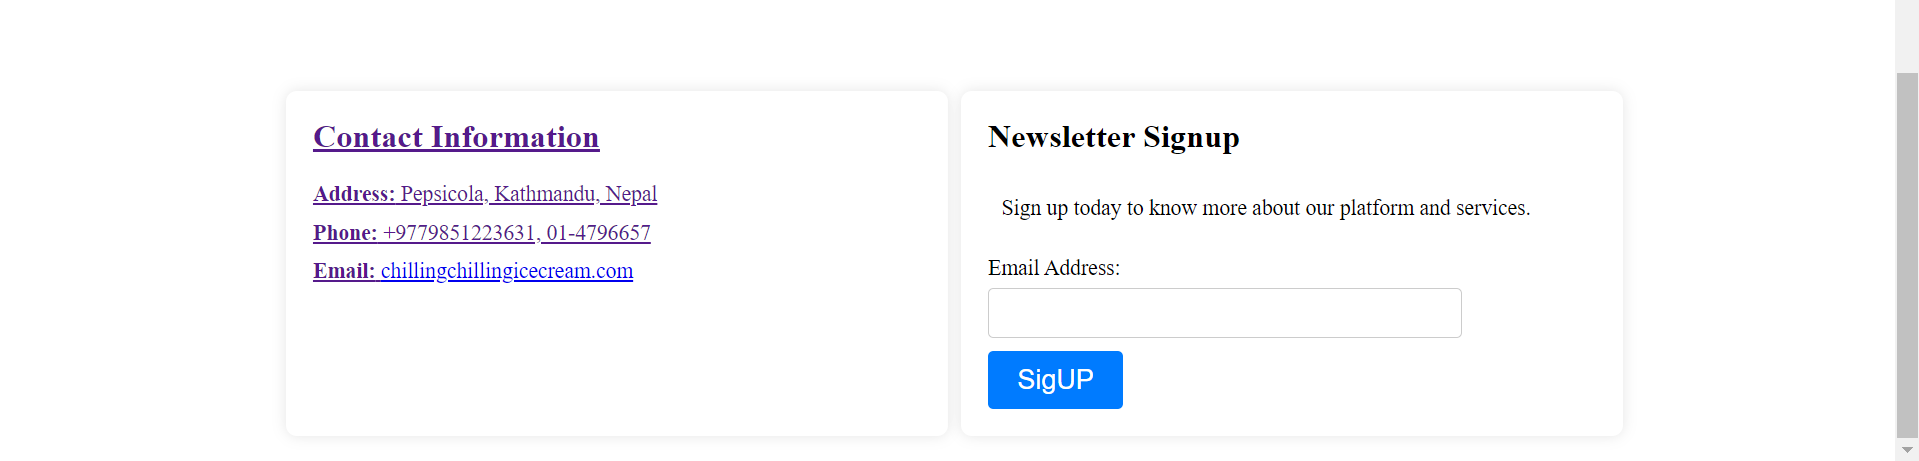 Contact Information
Address: Pepsicola, Kathmandu, Nepal
Phone: +9779851223631, 01-4796657
Email: chillingchillingicecream.com
Newsletter Signup
Sign up today to know more about our platform and services.
Email Address:
SigUP